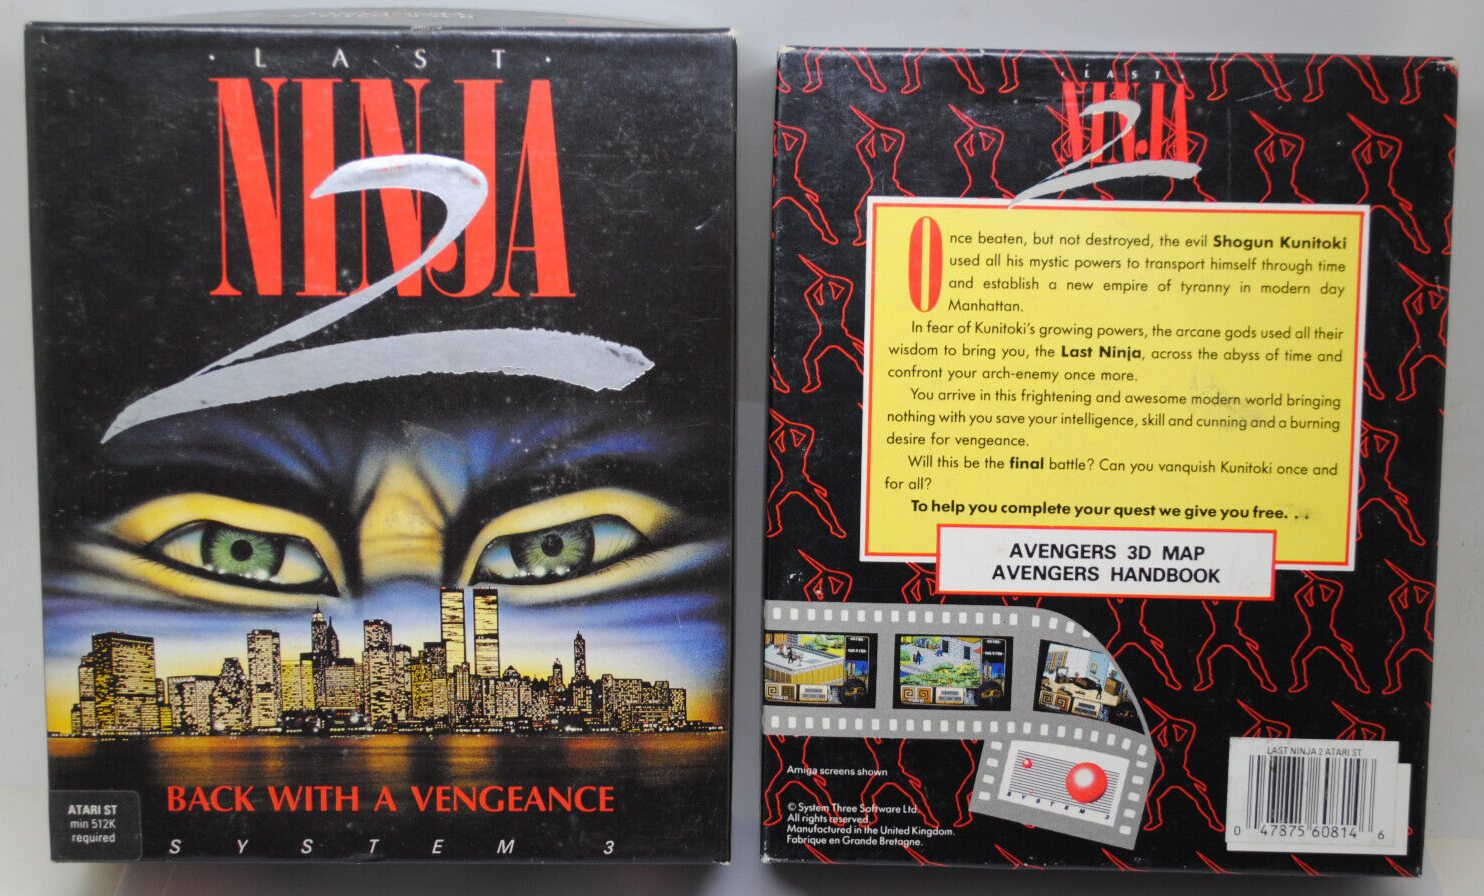 · L A S T ·
NINJA
2
BACK WITH A VENGEANCE
ATARI ST
min 512K
required
S Y S T E M 3
· L A S T ·
NINJA
2
Once beaten, but not destroyed, the evil Shogun Kunitoki
used all his mystic powers to transport himself through time
and establish a new empire of tyranny in modern day
Manhattan.
In fear of Kunitoki's growing powers, the arcane gods used all their
wisdom to bring you, the Last Ninja, across the abyss of time and
confront your arch-enemy once more.
You arrive in this frightening and awesome modern world bringing
nothing with you save your intelligence, skill and cunning and a burning
desire for vengeance.
Will this be the final battle? Can you vanquish Kunitoki once and
for all?
To help you complete your quest we give you free. . .
AVENGERS 3D MAP
AVENGERS HANDBOOK
Amiga screens shown
© System Three Software Ltd.
All rights reserved.
Manufactured in the United Kingdom.
Fabrique en Grande Bretagne.
S Y S T E M 3
LAST NINJA 2 ATARI ST
0 47875 60814 6